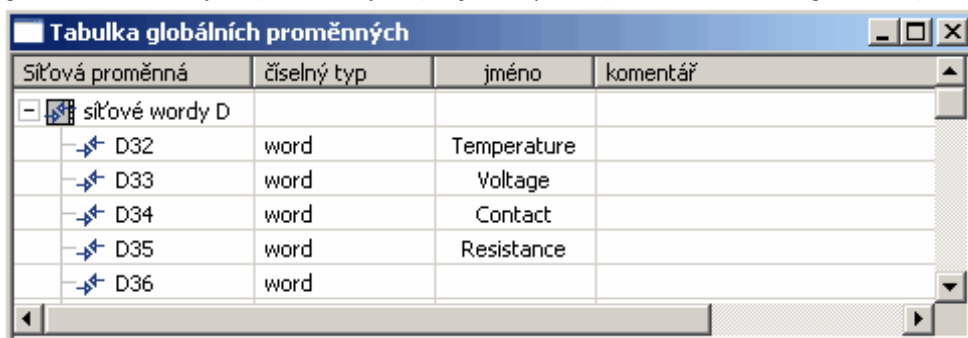 Tabulka globálních proměnných
Síťová proměnná číselný typ jméno komentář
síťové wordy D
D32 word Temperature
D33 word Voltage
D34 word Contact
D35 word Resistance
D36 word